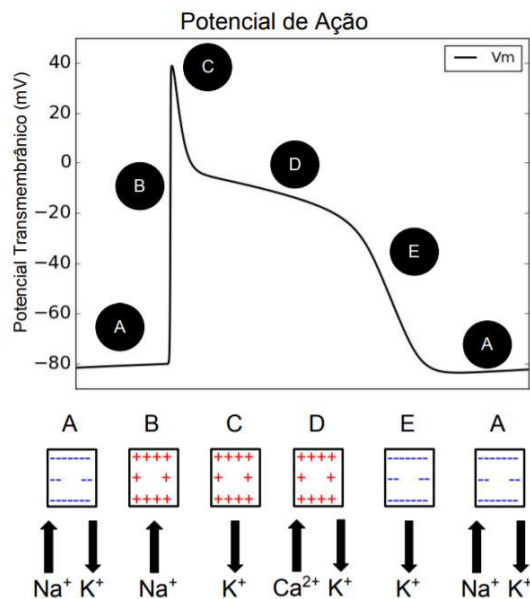 Potencial de Ação
Potencial Transmembrânico (mV)
40
20
0
−20
−40
−60
−80
Vm
A
B
C
D
E
A
A B C D E A
Na⁺ K⁺ Na⁺ K⁺ Ca²⁺ K⁺ K⁺ Na⁺ K⁺